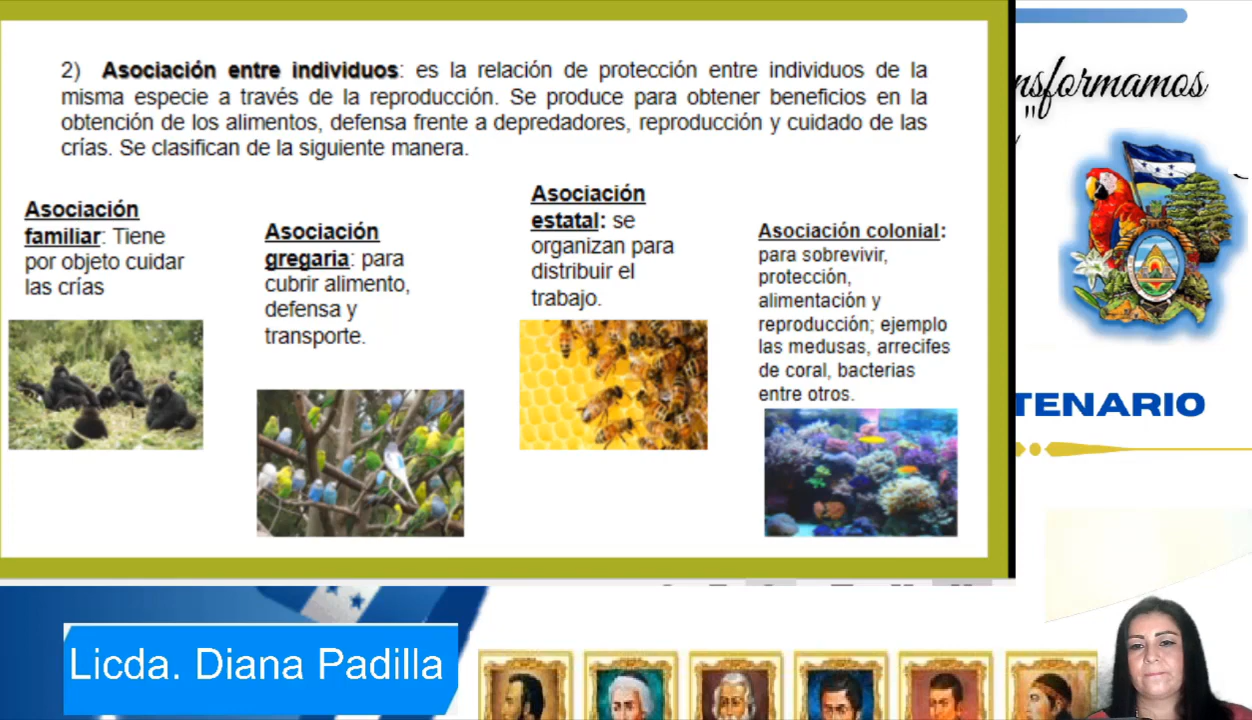 2) Asociación entre individuos: es la relación de protección entre individuos de la
misma especie a través de la reproducción. Se produce para obtener beneficios en la
obtención de los alimentos, defensa frente a depredadores, reproducción y cuidado de las
crías. Se clasifican de la siguiente manera.
Asociación
familiar: Tiene
por objeto cuidar
las crías
Asociación
gregaria: para
cubrir alimento,
defensa y
transporte.
Asociación
estatal: se
organizan para
distribuir el
trabajo.
Asociación colonial:
para sobrevivir,
protección,
alimentación y
reproducción; ejemplo
las medusas, arrecifes
de coral, bacterias
entre otros.
nsformamos
"
TENARIO
Licda. Diana Padilla